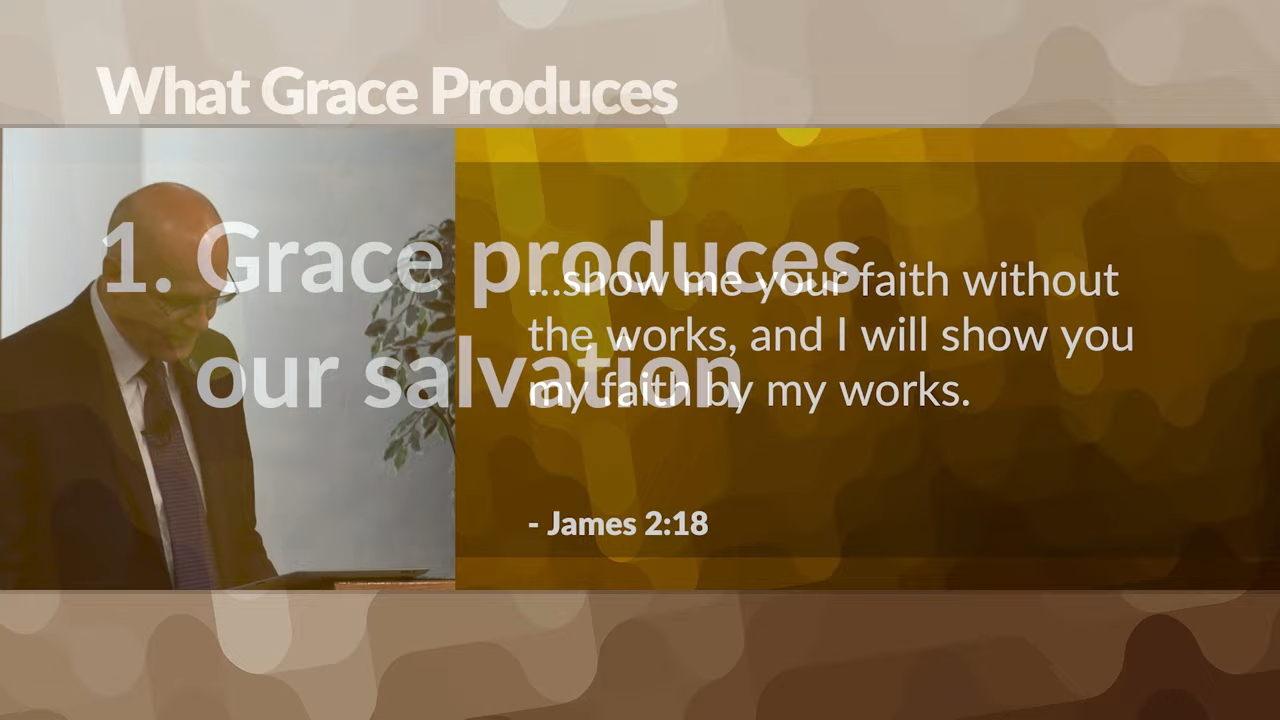 What Grace Produces
1. Grace produces
our salvation
...show me your faith without
the works, and I will show you
my faith by my works.
- James 2:18